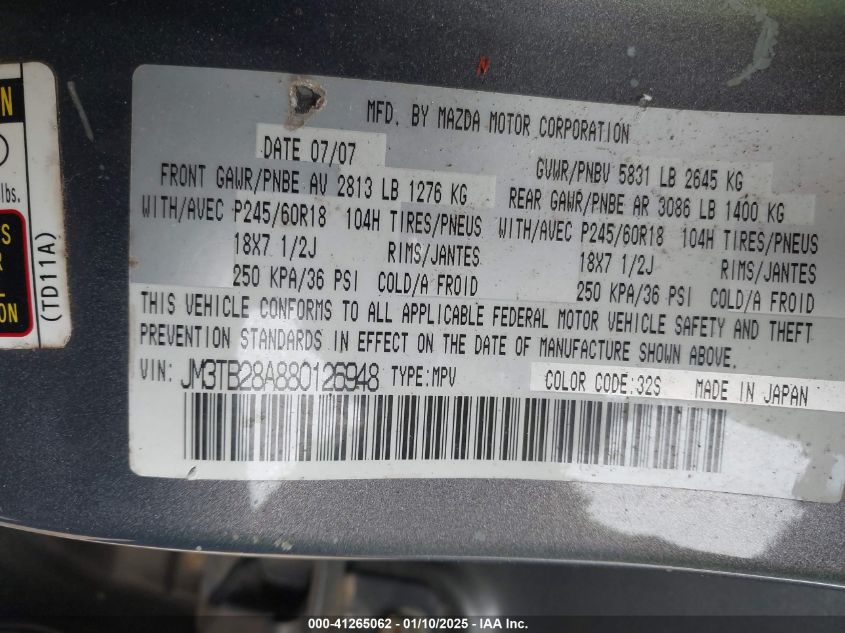 N
lbs.
S
R
L
ON
(TD11A)
MFD. BY MAZDA MOTOR CORPORATION
DATE 07/07
GVWR/PNBV 5831 LB 2645 KG
FRONT GAWR/PNBE AV 2813 LB 1276 KG
REAR GAWR/PNBE AR 3086 LB 1400 KG
WITH/AVEC P245/60R18 104H TIRES/PNEUS
WITH/AVEC P245/60R18 104H TIRES/PNEUS
18X7 1/2J RIMS/JANTES
18X7 1/2J RIMS/JANTES
250 KPA/36 PSI COLD/A FROID
250 KPA/36 PSI COLD/A FROID
THIS VEHICLE CONFORMS TO ALL APPLICABLE FEDERAL MOTOR VEHICLE SAFETY AND THEFT
PREVENTION STANDARDS IN EFFECT ON THE DATE OF MANUFACTURE SHOWN ABOVE.
VIN: JM3TB28A880126948 TYPE:MPV COLOR CODE:32S MADE IN JAPAN
000-41265062 - 01/10/2025 - IAA Inc.